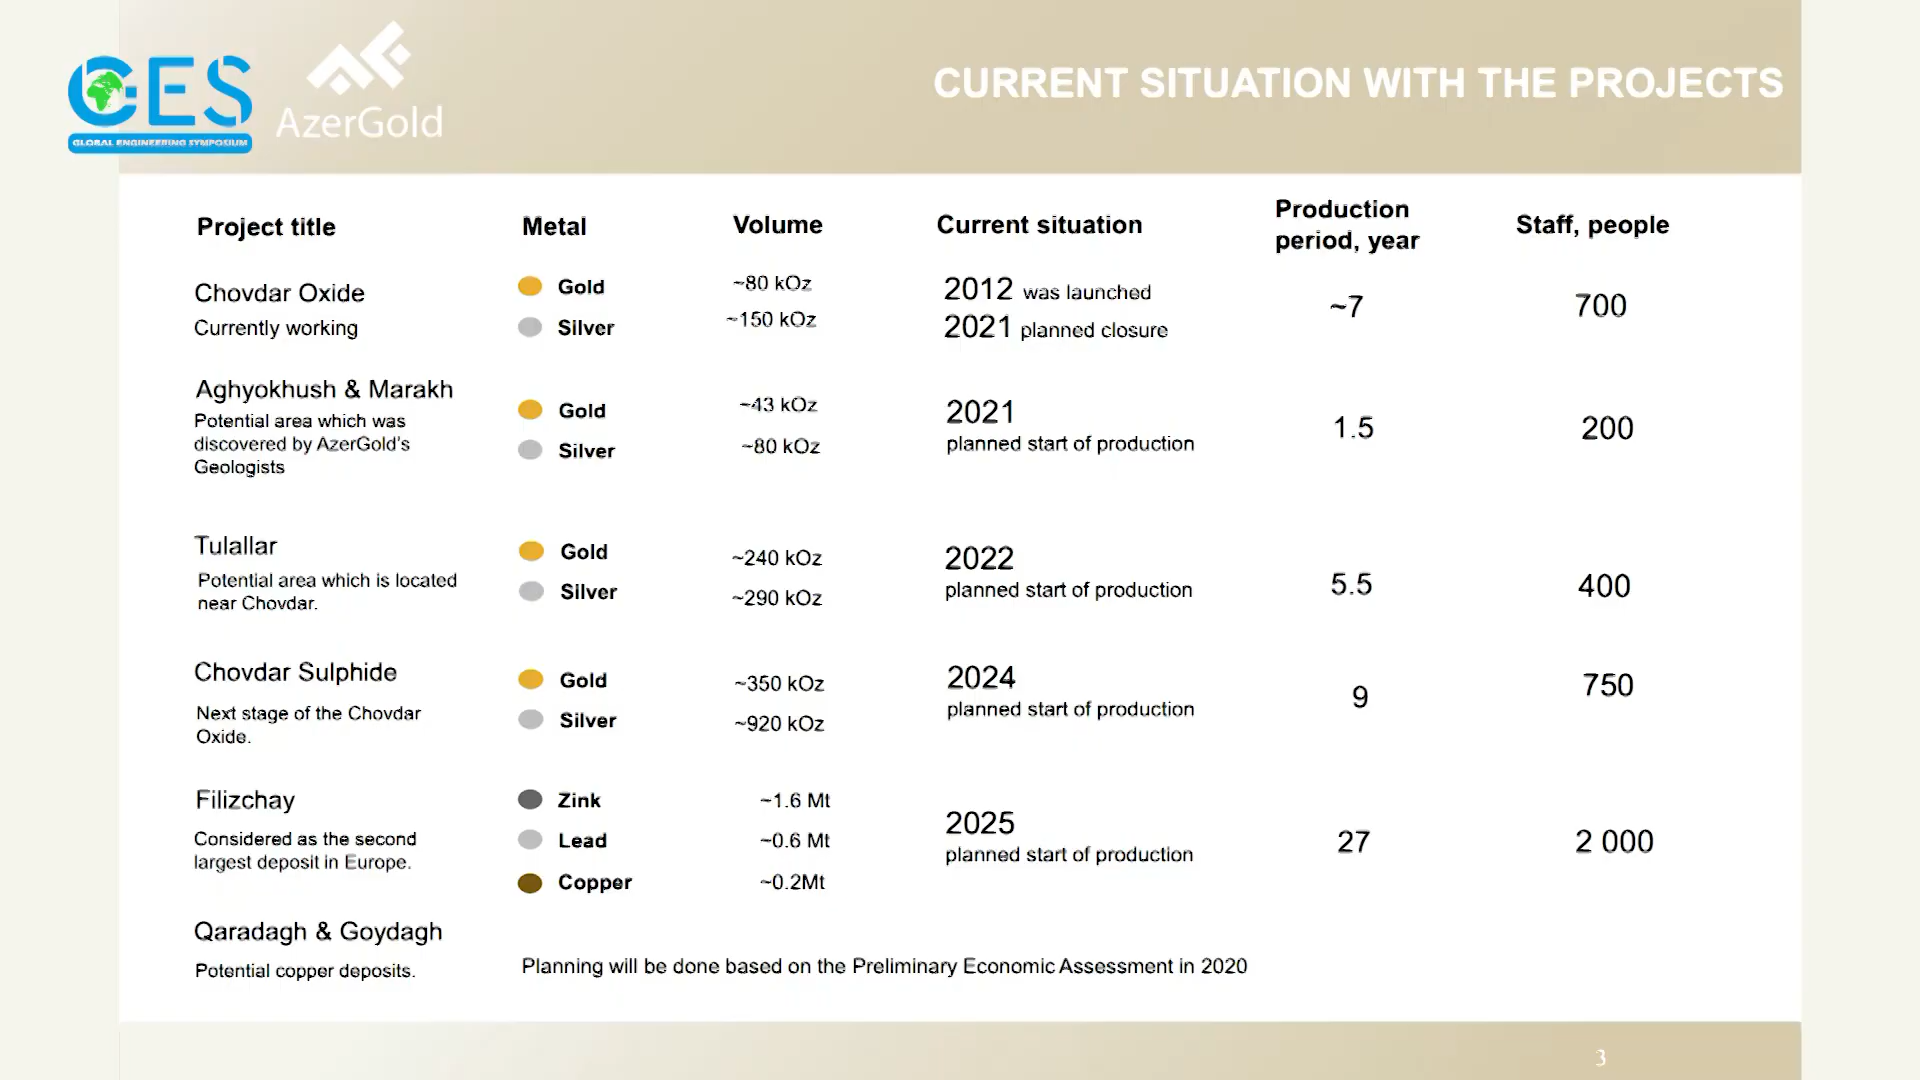 GES
GLOBAL ENGINEERING SYMPOSIUM
AzerGold
CURRENT SITUATION WITH THE PROJECTS
Project title
Metal
Volume
Current situation
Production
period, year
Staff, people
Chovdar Oxide
Currently working
Gold
~80 kOz
Silver
~150 kOz
2012 was launched
2021 planned closure
~7
700
Aghyokhush & Marakh
Potential area which was
discovered by AzerGold's
Geologists
Gold
~43 kOz
Silver
~80 kOz
2021
planned start of production
1.5
200
Tulallar
Potential area which is located
near Chovdar.
Gold
~240 kOz
Silver
~290 kOz
2022
planned start of production
5.5
400
Chovdar Sulphide
Next stage of the Chovdar
Oxide.
Gold
~350 kOz
Silver
~920 kOz
2024
planned start of production
9
750
Filizchay
Considered as the second
largest deposit in Europe.
Zink
~1.6 Mt
Lead
~0.6 Mt
Copper
~0.2Mt
2025
planned start of production
27
2 000
Qaradagh & Goydagh
Potential copper deposits.
Planning will be done based on the Preliminary Economic Assessment in 2020
3